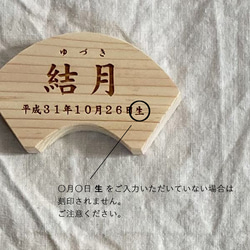 ゆづき
結月
平成31年10月26日生
〇月〇日 生 をご入力いただいていない場合は
刻印されません。
ご注意ください。